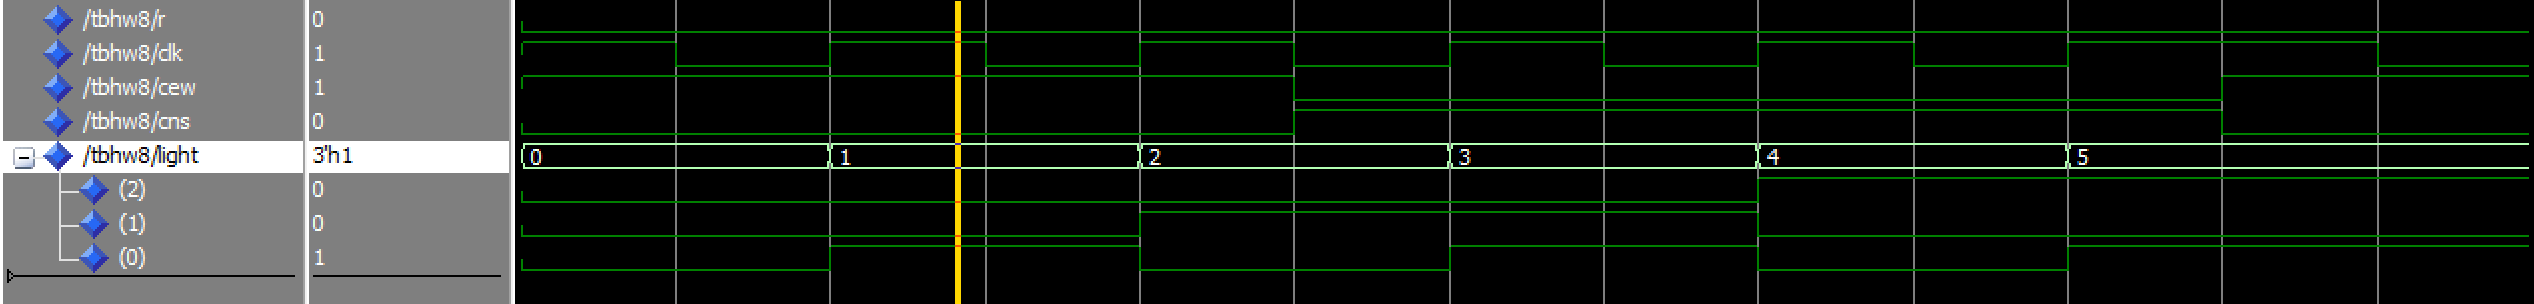 /tbhw8/r 0
/tbhw8/clk 1
/tbhw8/cew 1
/tbhw8/cns 0
/tbhw8/light 3'h1 0 1 2 3 4 5
(2) 0
(1) 0
(0) 1